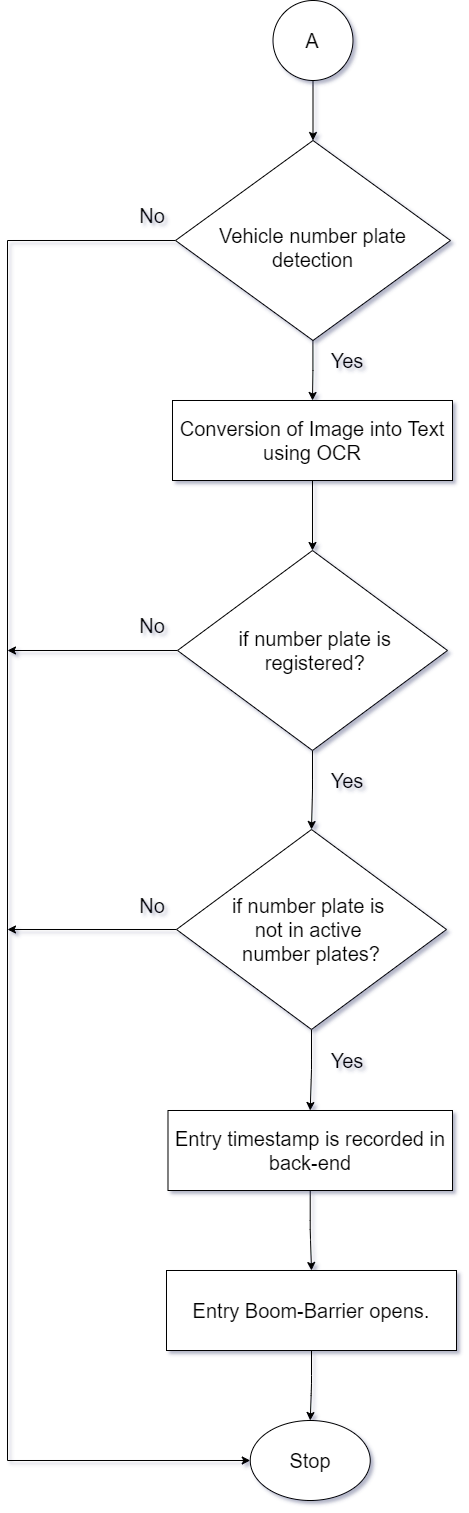 A
No
Vehicle number plate
detection
Yes
Conversion of Image into Text
using OCR
No
if number plate is
registered?
Yes
No
if number plate is
not in active
number plates?
Yes
Entry timestamp is recorded in
back-end
Entry Boom-Barrier opens.
Stop